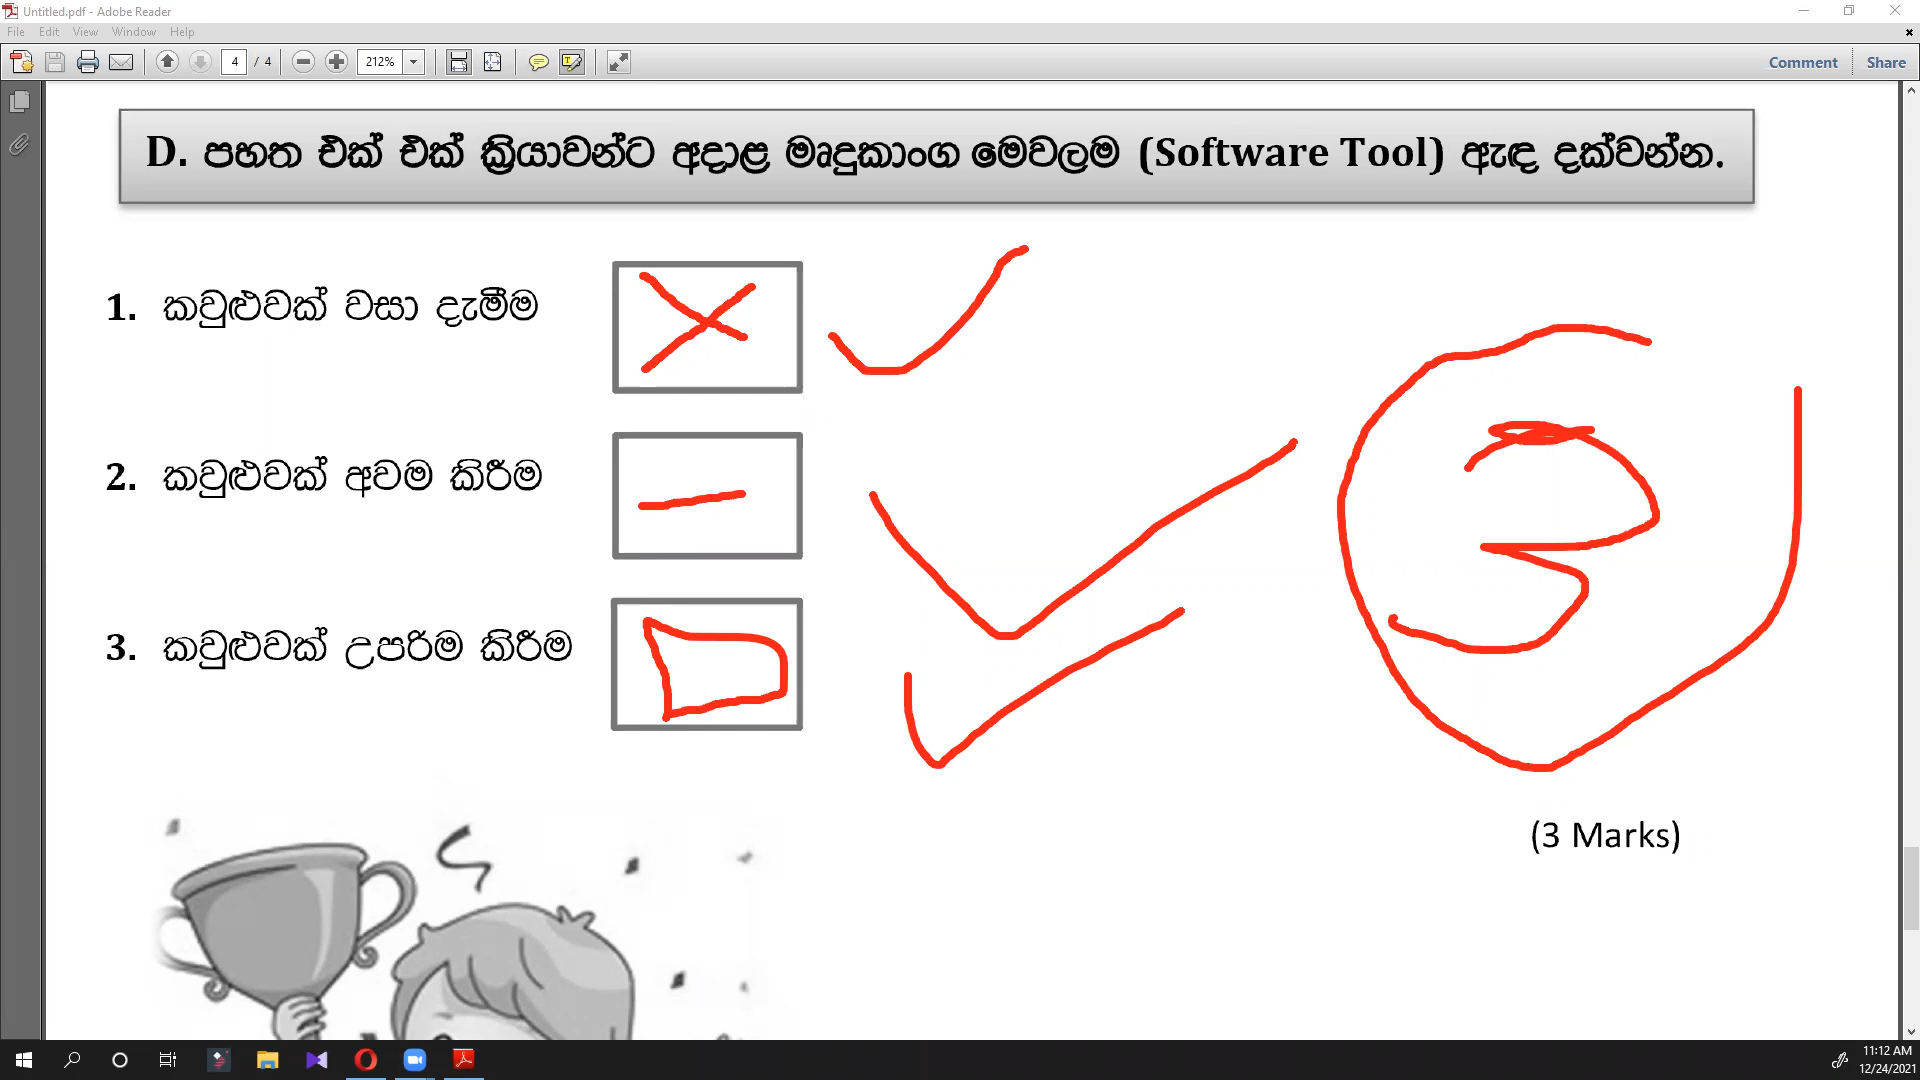 Untitled.pdf - Adobe Reader
File Edit View Window Help
4 / 4 212% Comment Share
D. පහත එක් එක් ක්‍රියාවන්ට අදාළ මෘදුකාංග මෙවලම (Software Tool) ඇඳ දක්වන්න.
1. කවුළුවක් වසා දැමීම
2. කවුළුවක් අවම කිරීම
3. කවුළුවක් උපරිම කිරීම
3
(3 Marks)
11:12 AM
12/24/2021